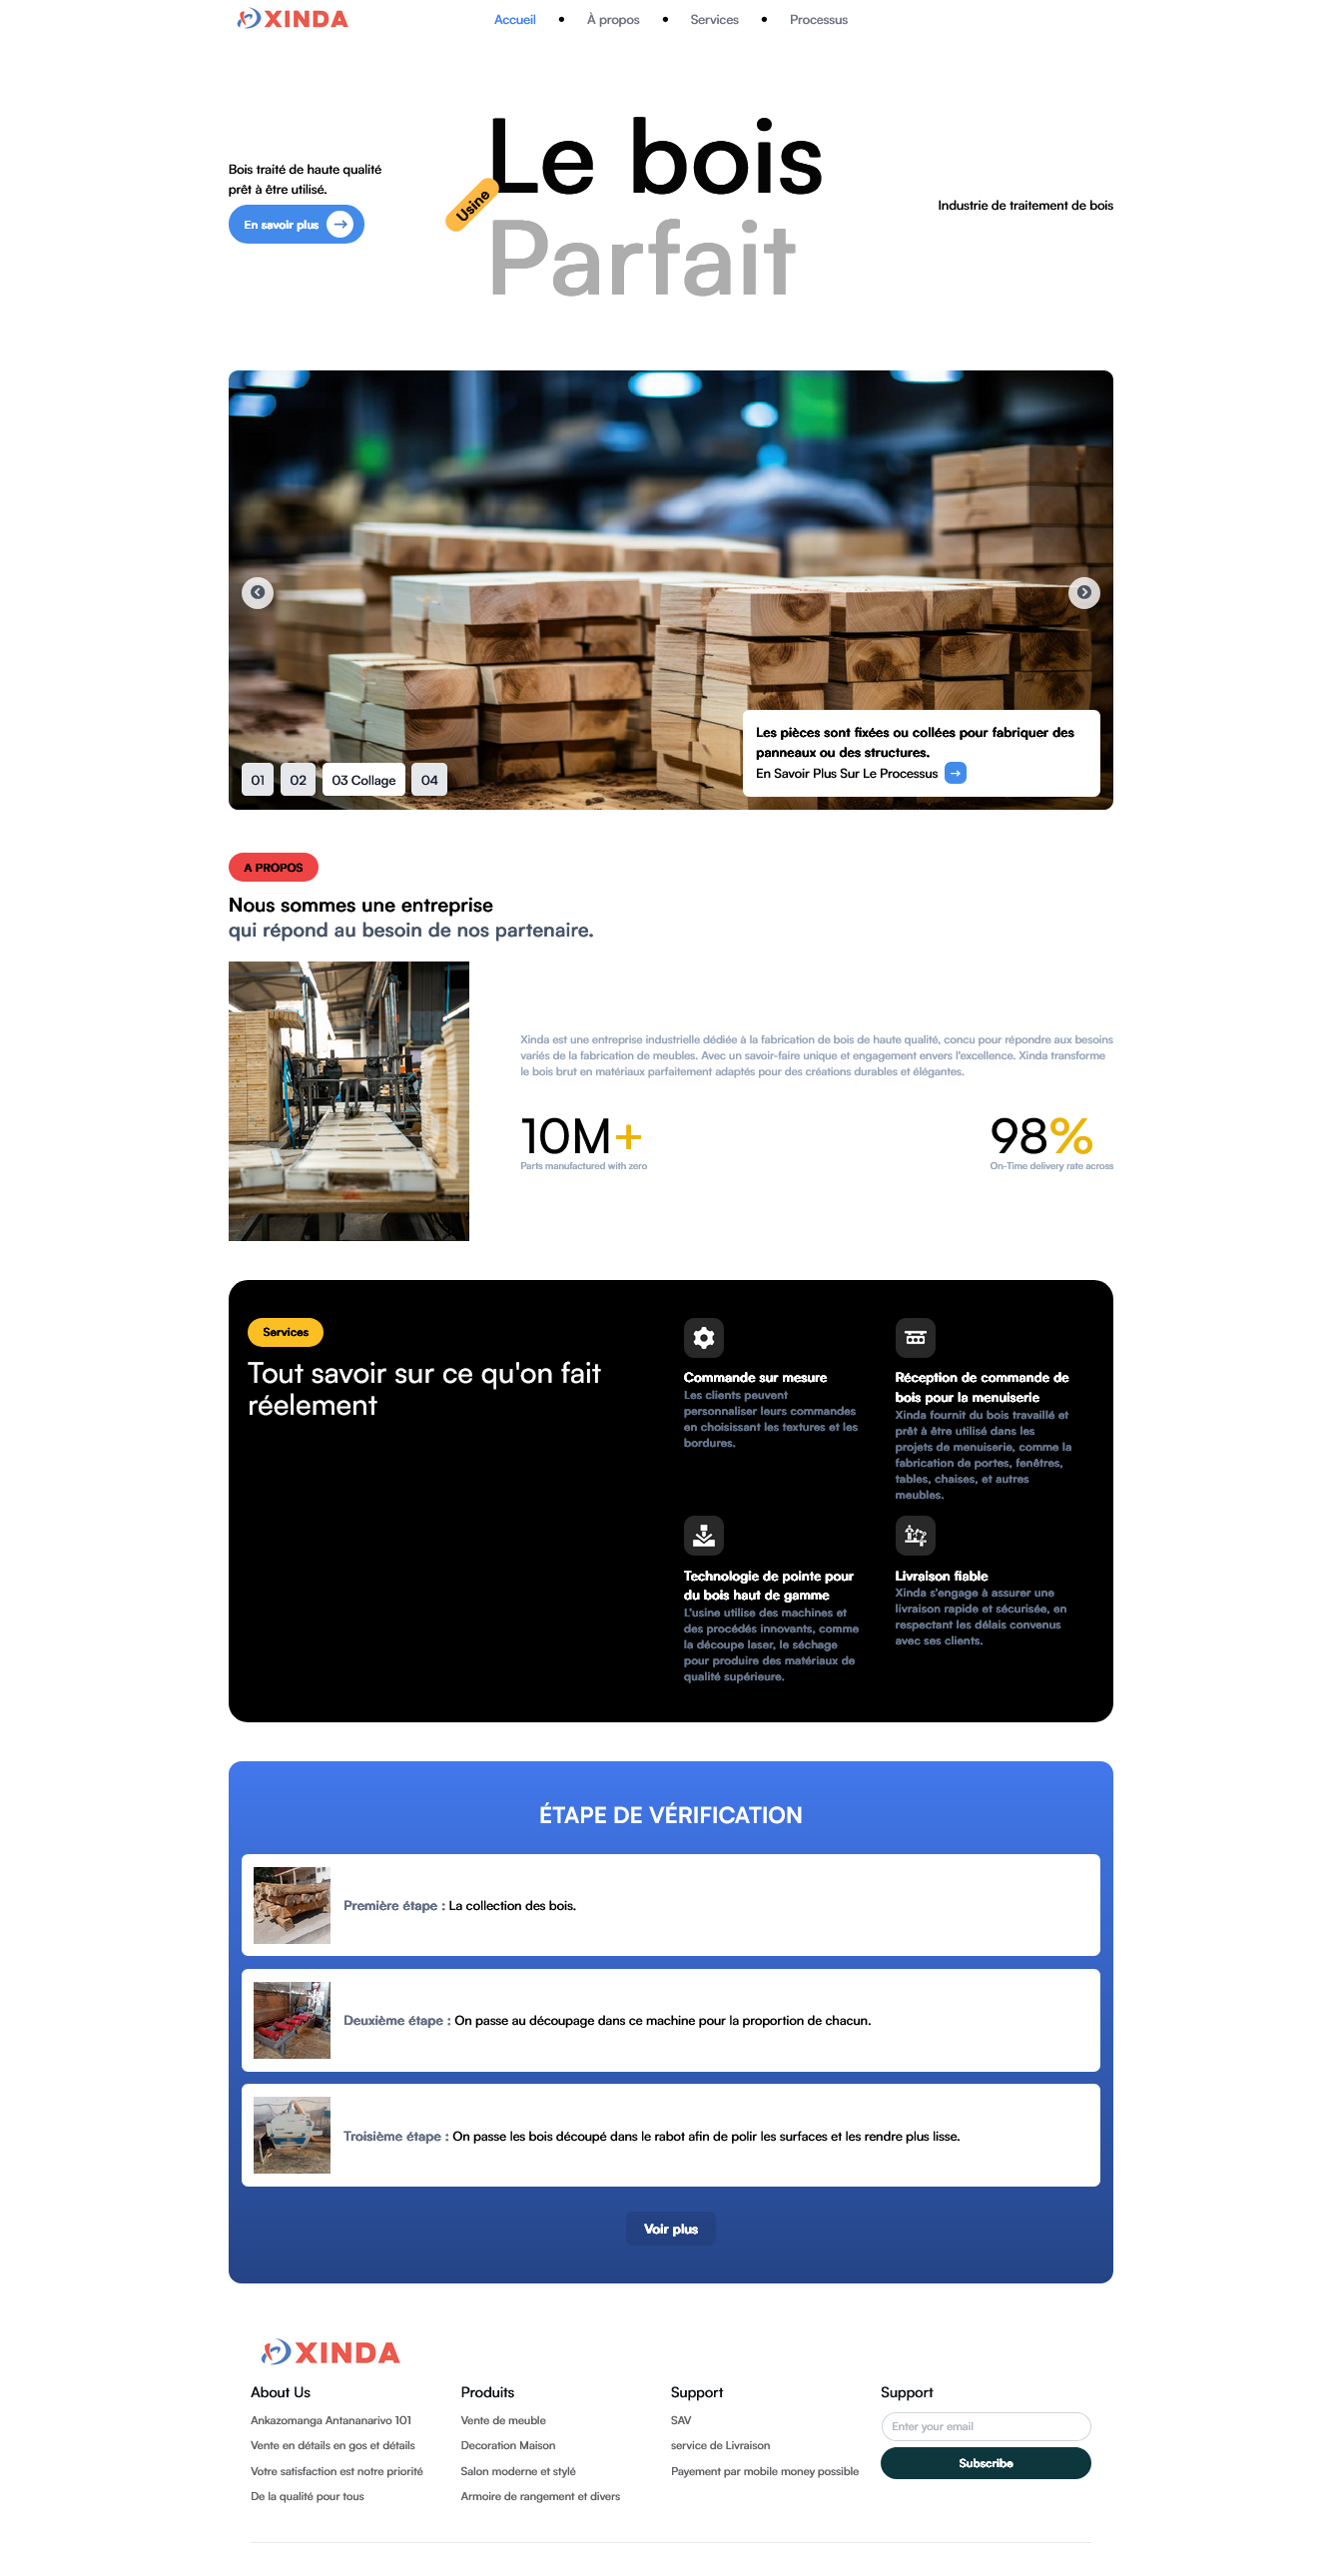 XINDA
Accueil • À propos • Services • Processus
Bois traité de haute qualité
prêt à être utilisé.
En savoir plus
Usine
Le bois
Parfait
Industrie de traitement de bois
Les pièces sont fixées ou collées pour fabriquer des
panneaux ou des structures.
En Savoir Plus Sur Le Processus
01 02 03 Collage 04
A PROPOS
Nous sommes une entreprise
qui répond au besoin de nos partenaire.
Xinda est une entreprise industrielle dédiée à la fabrication de bois de haute qualité, concu pour répondre aux besoins
variés de la fabrication de meubles. Avec un savoir-faire unique et engagement envers l'excellence. Xinda transforme
le bois brut en matériaux parfaitement adaptés pour des créations durables et élégantes.
10M+
Parts manufactured with zero
98%
On-Time delivery rate across
Services
Tout savoir sur ce qu'on fait
réelement
Commande sur mesure
Les clients peuvent
personnaliser leurs commandes
en choisissant les textures et les
bordures.
Réception de commande de
bois pour la menuiserie
Xinda fournit du bois travaillé et
prêt à être utilisé dans les
projets de menuiserie, comme la
fabrication de portes, fenêtres,
tables, chaises, et autres
meubles.
Technologie de pointe pour
du bois haut de gamme
L'usine utilise des machines et
des procédés innovants, comme
la découpe laser, le séchage
pour produire des matériaux de
qualité supérieure.
Livraison fiable
Xinda s'engage à assurer une
livraison rapide et sécurisée, en
respectant les délais convenus
avec ses clients.
ÉTAPE DE VÉRIFICATION
Première étape : La collection des bois.
Deuxième étape : On passe au découpage dans ce machine pour la proportion de chacun.
Troisième étape : On passe les bois découpé dans le rabot afin de polir les surfaces et les rendre plus lisse.
Voir plus
XINDA
About Us
Ankazomanga Antananarivo 101
Vente en détails en gos et détails
Votre satisfaction est notre priorité
De la qualité pour tous
Produits
Vente de meuble
Decoration Maison
Salon moderne et stylé
Armoire de rangement et divers
Support
SAV
service de Livraison
Payement par mobile money possible
Support
Enter your email
Subscribe